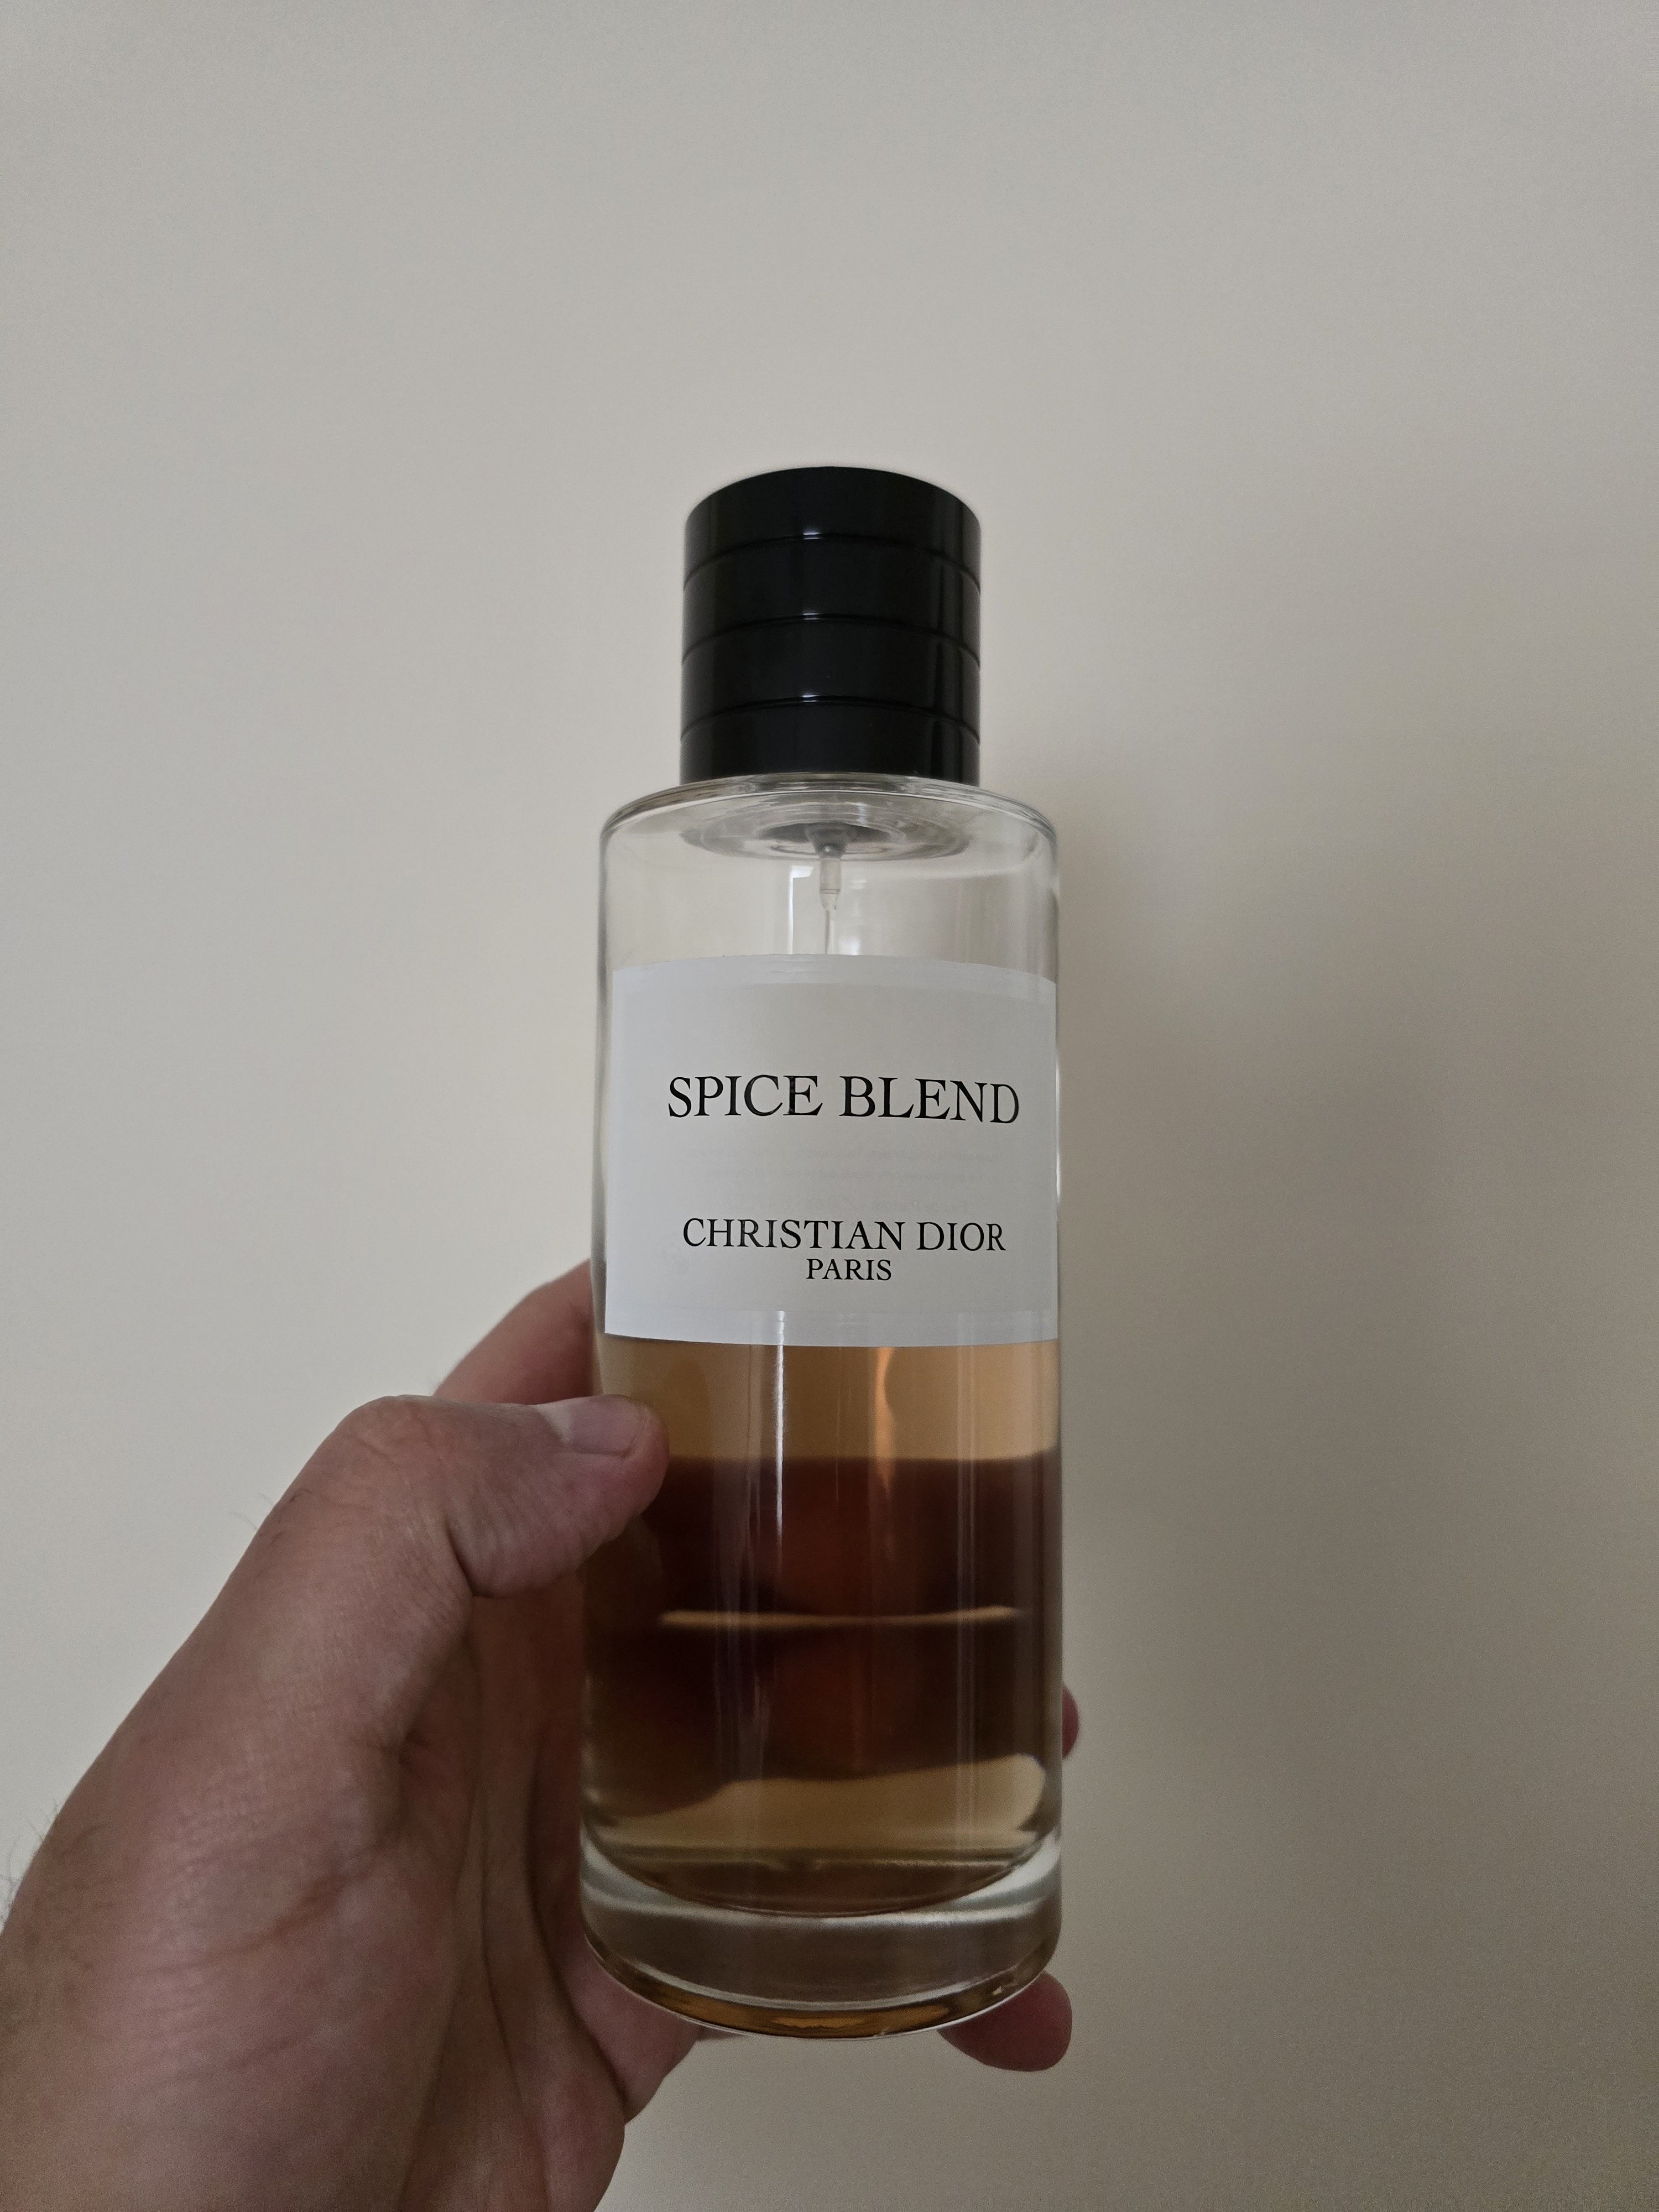 SPICE BLEND
CHRISTIAN DIOR
PARIS